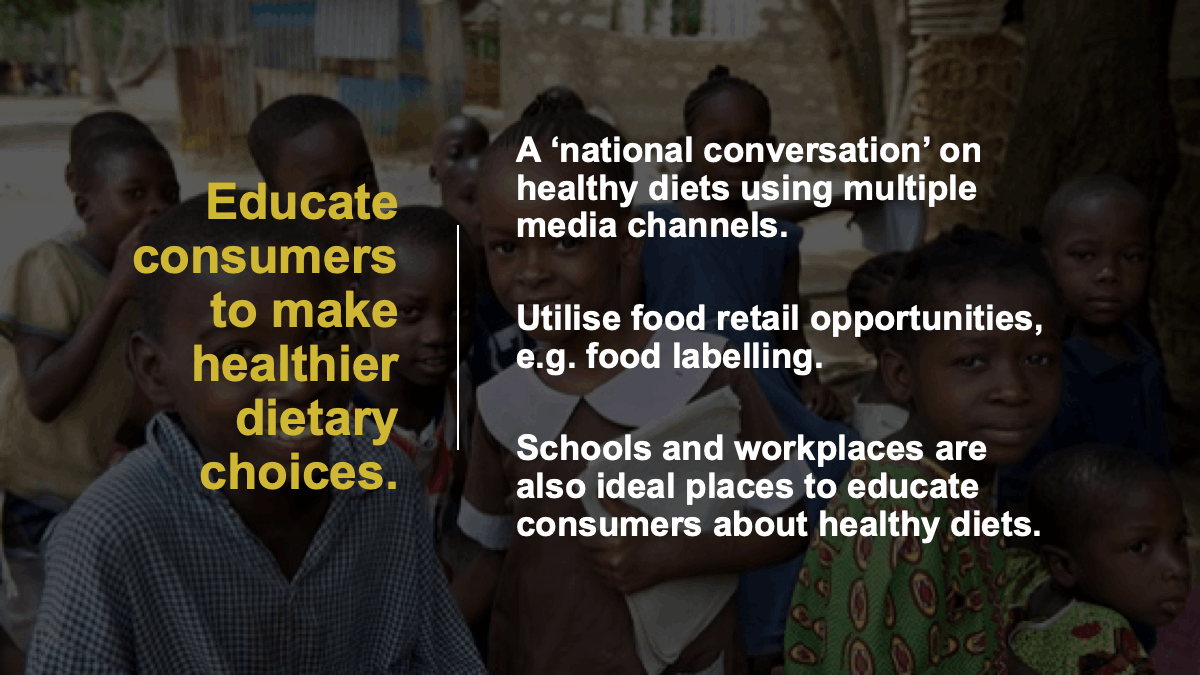 Educate
consumers
to make
healthier
dietary
choices.
A ‘national conversation’ on
healthy diets using multiple
media channels.
Utilise food retail opportunities,
e.g. food labelling.
Schools and workplaces are
also ideal places to educate
consumers about healthy diets.